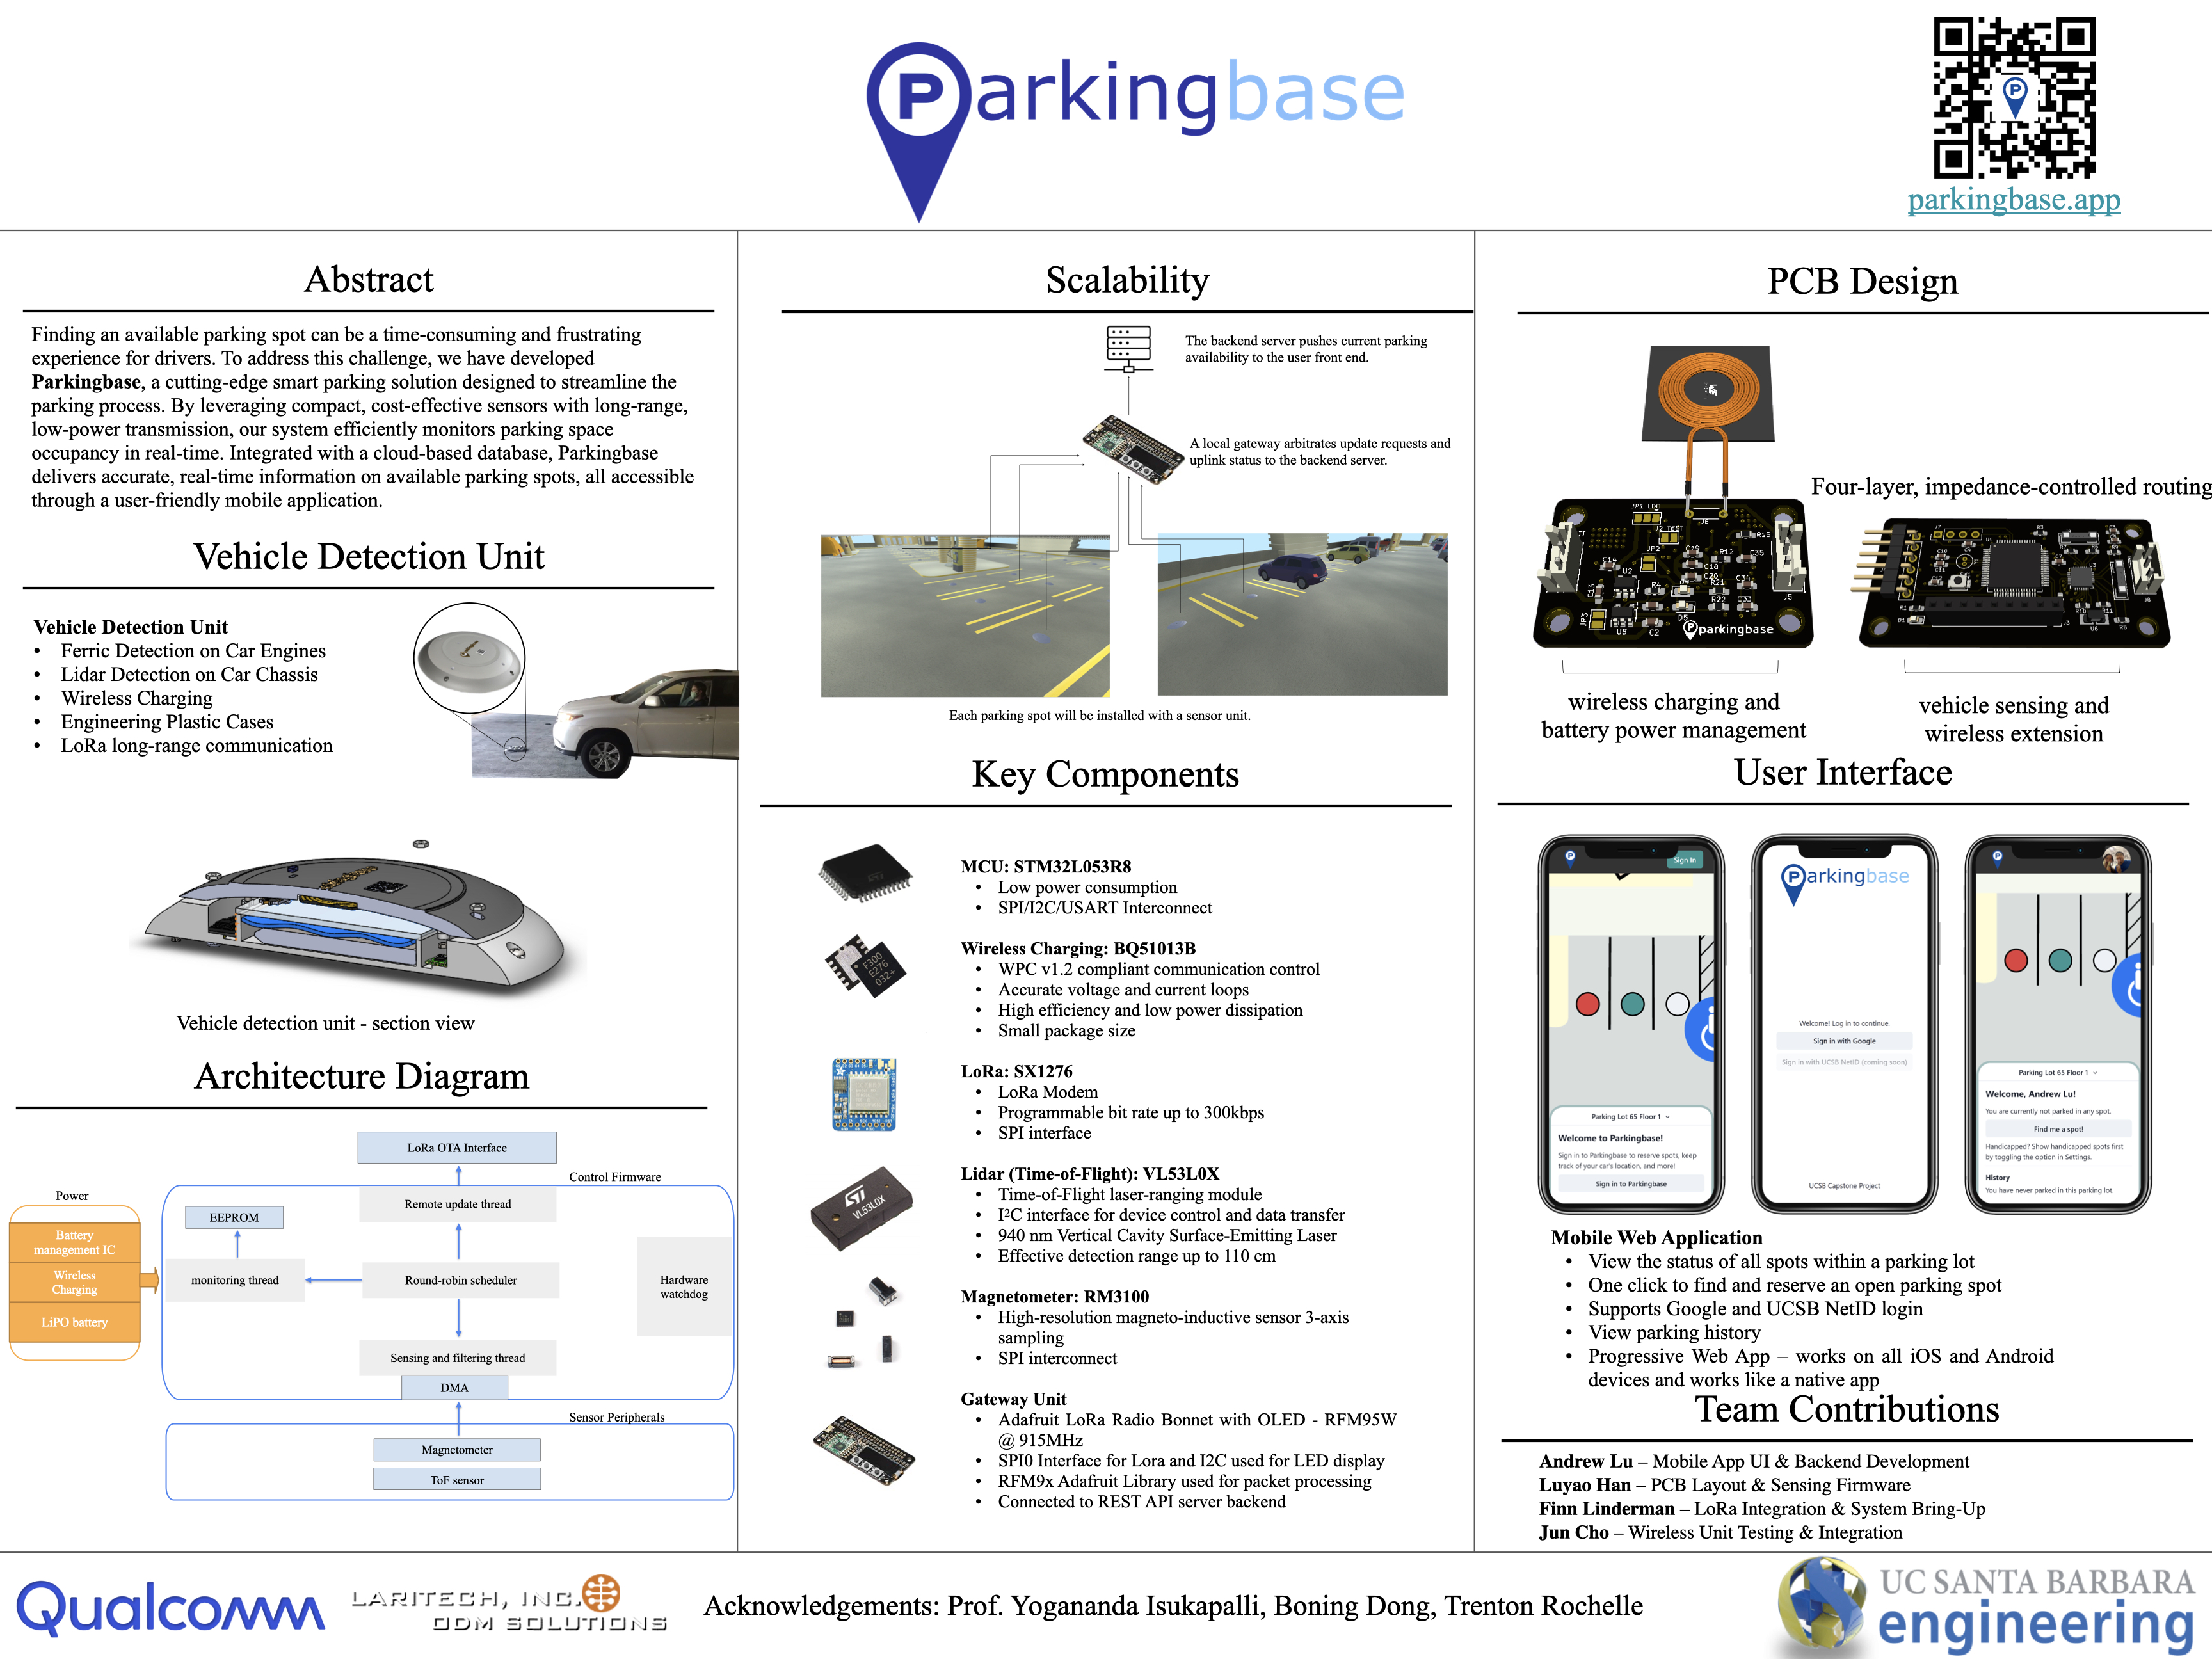 Parkingbase
parkingbase.app
Abstract
Finding an available parking spot can be a time-consuming and frustrating
experience for drivers. To address this challenge, we have developed
Parkingbase, a cutting-edge smart parking solution designed to streamline the
parking process. By leveraging compact, cost-effective sensors with long-range,
low-power transmission, our system efficiently monitors parking space
occupancy in real-time. Integrated with a cloud-based database, Parkingbase
delivers accurate, real-time information on available parking spots, all accessible
through a user-friendly mobile application.
Vehicle Detection Unit
Vehicle Detection Unit
• Ferric Detection on Car Engines
• Lidar Detection on Car Chassis
• Wireless Charging
• Engineering Plastic Cases
• LoRa long-range communication
Vehicle detection unit - section view
Architecture Diagram
LoRa OTA Interface
Control Firmware
Power
Remote update thread
EEPROM
Battery
management IC
Wireless
Charging
LiPO battery
monitoring thread
Round-robin scheduler
Hardware
watchdog
Sensing and filtering thread
DMA
Sensor Peripherals
Magnetometer
ToF sensor
Scalability
The backend server pushes current parking
availability to the user front end.
A local gateway arbitrates update requests and
uplink status to the backend server.
Each parking spot will be installed with a sensor unit.
Key Components
MCU: STM32L053R8
• Low power consumption
• SPI/I2C/USART Interconnect
F300
E276
032+
Wireless Charging: BQ51013B
• WPC v1.2 compliant communication control
• Accurate voltage and current loops
• High efficiency and low power dissipation
• Small package size
LoRa: SX1276
• LoRa Modem
• Programmable bit rate up to 300kbps
• SPI interface
ST
VL53L0X
Lidar (Time-of-Flight): VL53L0X
• Time-of-Flight laser-ranging module
• I²C interface for device control and data transfer
• 940 nm Vertical Cavity Surface-Emitting Laser
• Effective detection range up to 110 cm
Magnetometer: RM3100
• High-resolution magneto-inductive sensor 3-axis
sampling
• SPI interconnect
Gateway Unit
• Adafruit LoRa Radio Bonnet with OLED - RFM95W
@ 915MHz
• SPI0 Interface for Lora and I2C used for LED display
• RFM9x Adafruit Library used for packet processing
• Connected to REST API server backend
PCB Design
Four-layer, impedance-controlled routing
JP1 LDO
JP2
U2
R12
R15
C35
C18
C20
R21
R4
R22
C33
C13
JP3
U8
C2
D5
J5
parkingbase
wireless charging and
battery power management
vehicle sensing and
wireless extension
User Interface
Sign In
Parking Lot 65 Floor 1
Welcome to Parkingbase!
Sign in to Parkingbase to reserve spots, keep
track of your car's location, and more!
Sign in to Parkingbase
Parkingbase
Welcome! Log in to continue.
Sign in with Google
Sign in with UCSB NetID (coming soon)
UCSB Capstone Project
Parking Lot 65 Floor 1
Welcome, Andrew Lu!
You are currently not parked in any spot.
Find me a spot!
Handicapped? Show handicapped spots first
by toggling the option in Settings.
History
You have never parked in this parking lot.
Mobile Web Application
• View the status of all spots within a parking lot
• One click to find and reserve an open parking spot
• Supports Google and UCSB NetID login
• View parking history
• Progressive Web App – works on all iOS and Android
devices and works like a native app
Team Contributions
Andrew Lu – Mobile App UI & Backend Development
Luyao Han – PCB Layout & Sensing Firmware
Finn Linderman – LoRa Integration & System Bring-Up
Jun Cho – Wireless Unit Testing & Integration
Qualcomm
LARITECH, INC.
ODM SOLUTIONS
Acknowledgements: Prof. Yogananda Isukapalli, Boning Dong, Trenton Rochelle
UC SANTA BARBARA
engineering